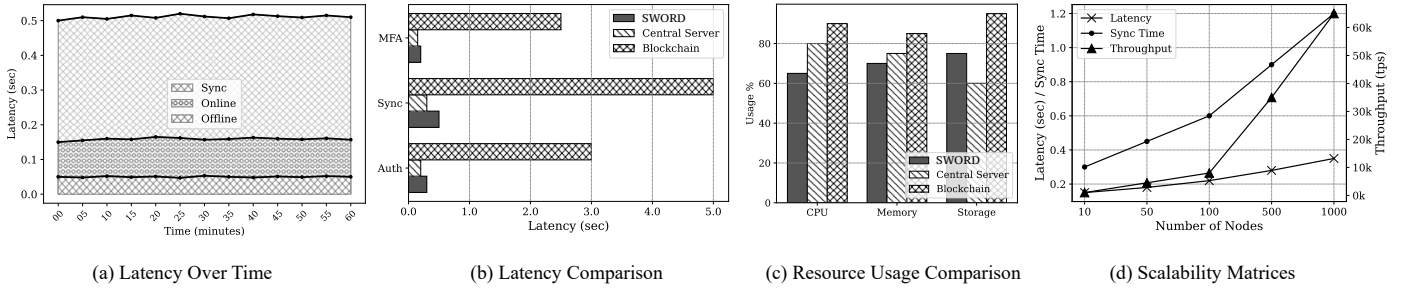 0.5
0.4
0.3
0.2
0.1
0.0
Latency (sec)
Sync
Online
Offline
00 05 10 15 20 25 30 35 40 45 50 55 60
Time (minutes)
(a) Latency Over Time
MFA
Sync
Auth
SWORD
Central Server
Blockchain
0.0 1.0 2.0 3.0 4.0 5.0
Latency (sec)
(b) Latency Comparison
80
60
40
20
0
Usage %
SWORD
Central Server
Blockchain
CPU Memory Storage
(c) Resource Usage Comparison
1.2
1.0
0.8
0.6
0.4
0.2
Latency (sec) / Sync Time
Latency
Sync Time
Throughput
60k
50k
40k
30k
20k
10k
0k
Throughput (tps)
10 50 100 500 1000
Number of Nodes
(d) Scalability Matrices